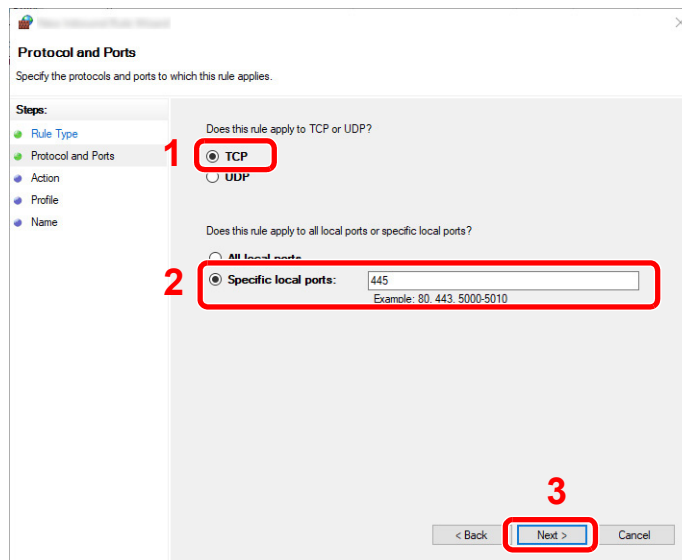 Protocol and Ports
Specify the protocols and ports to which this rule applies.
Steps:
Rule Type
Protocol and Ports
Action
Profile
Name
Does this rule apply to TCP or UDP?
1
TCP
UDP
Does this rule apply to all local ports or specific local ports?
All local ports
2
Specific local ports: 445
Example: 80, 443, 5000-5010
3
< Back Next > Cancel